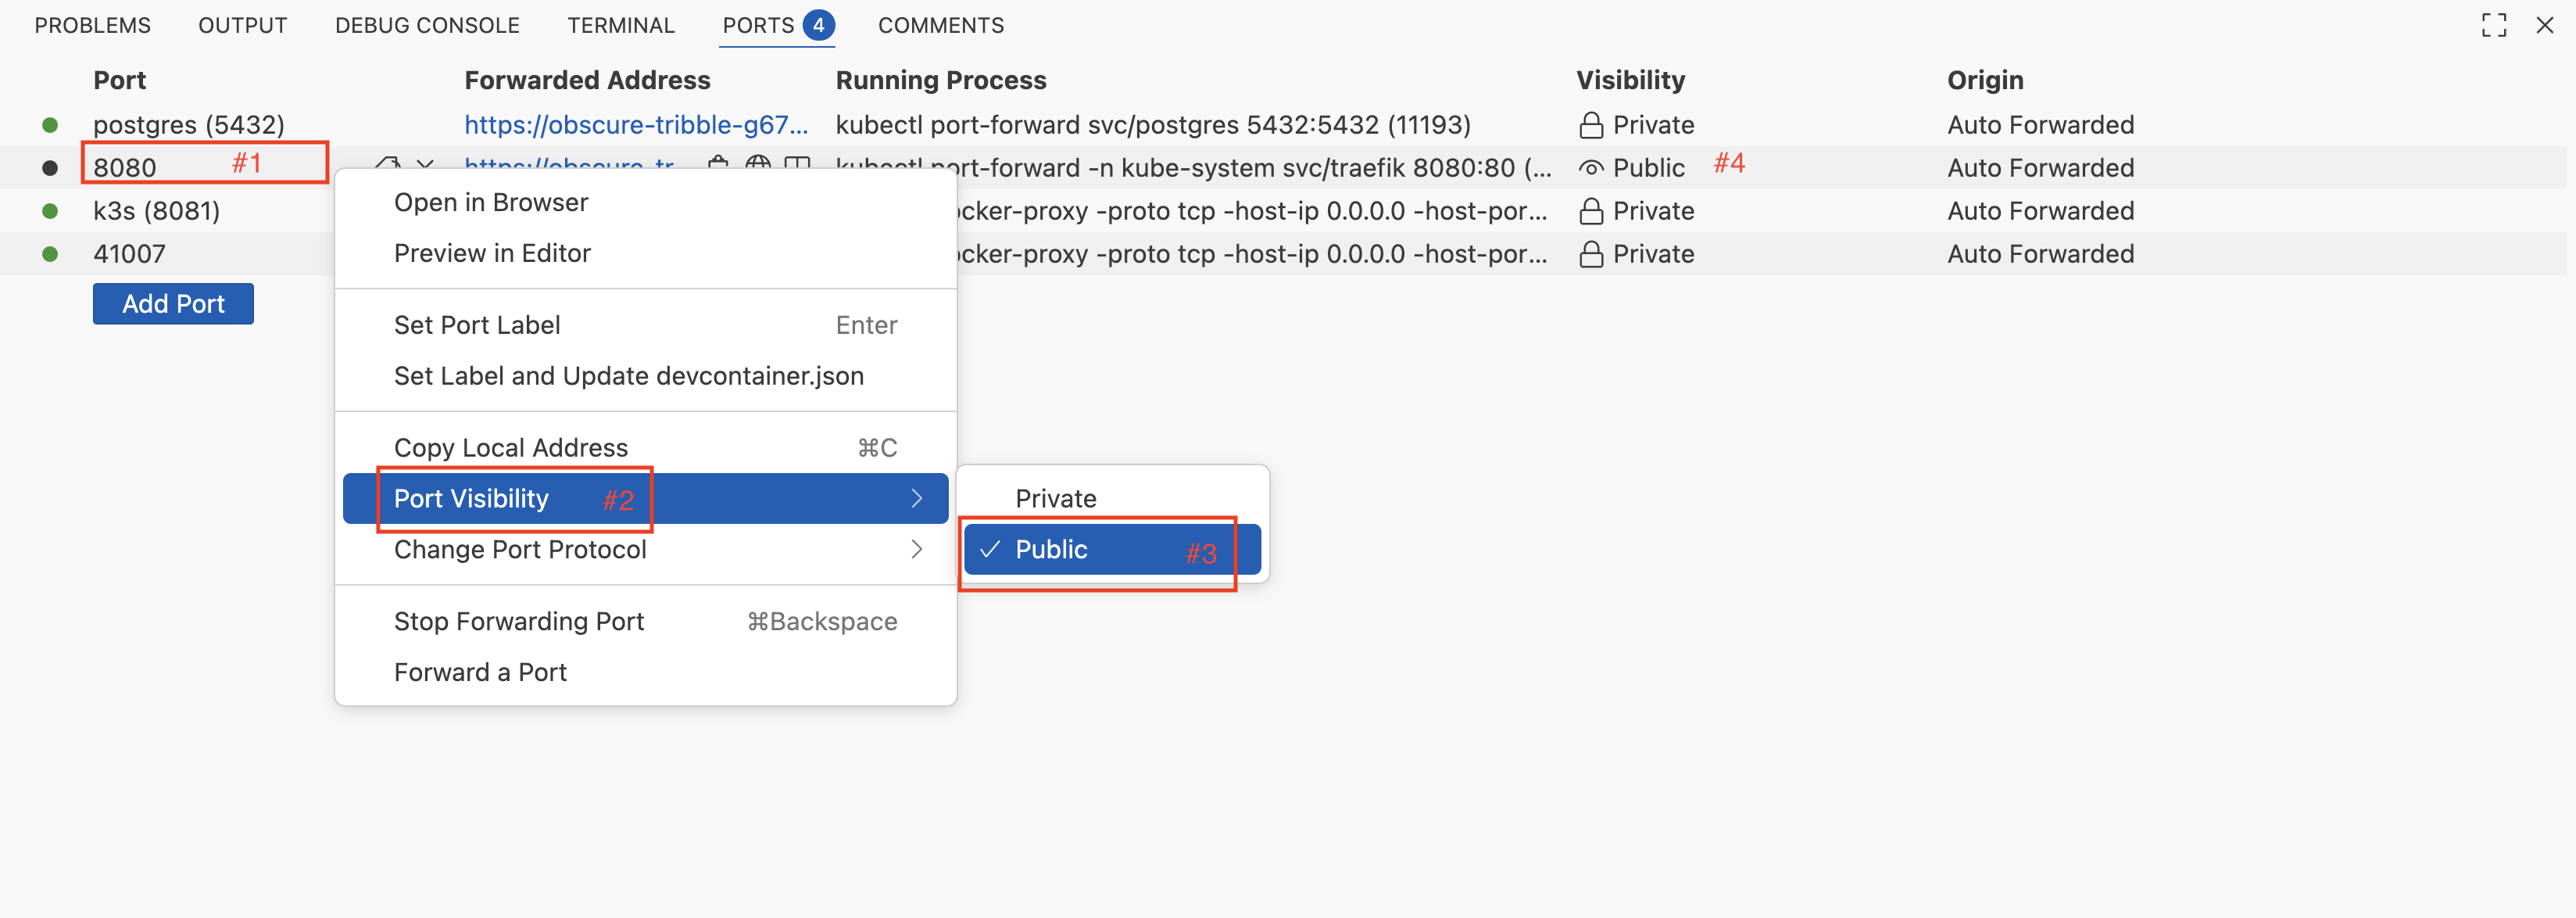 PROBLEMS OUTPUT DEBUG CONSOLE TERMINAL PORTS 4 COMMENTS
Port Forwarded Address Running Process Visibility Origin
postgres (5432) https://obscure-tribble-g67... kubectl port-forward svc/postgres 5432:5432 (11193) Private Auto Forwarded
8080 #1 https://obscure-tr kubectl port-forward -n kube-system svc/traefik 8080:80 (... Public #4 Auto Forwarded
k3s (8081) ocker-proxy -proto tcp -host-ip 0.0.0.0 -host-por... Private Auto Forwarded
41007 ocker-proxy -proto tcp -host-ip 0.0.0.0 -host-por... Private Auto Forwarded
Add Port
Open in Browser
Preview in Editor
Set Port Label Enter
Set Label and Update devcontainer.json
Copy Local Address ⌘C
Port Visibility #2
Change Port Protocol
Stop Forwarding Port ⌘Backspace
Forward a Port
Private
Public #3